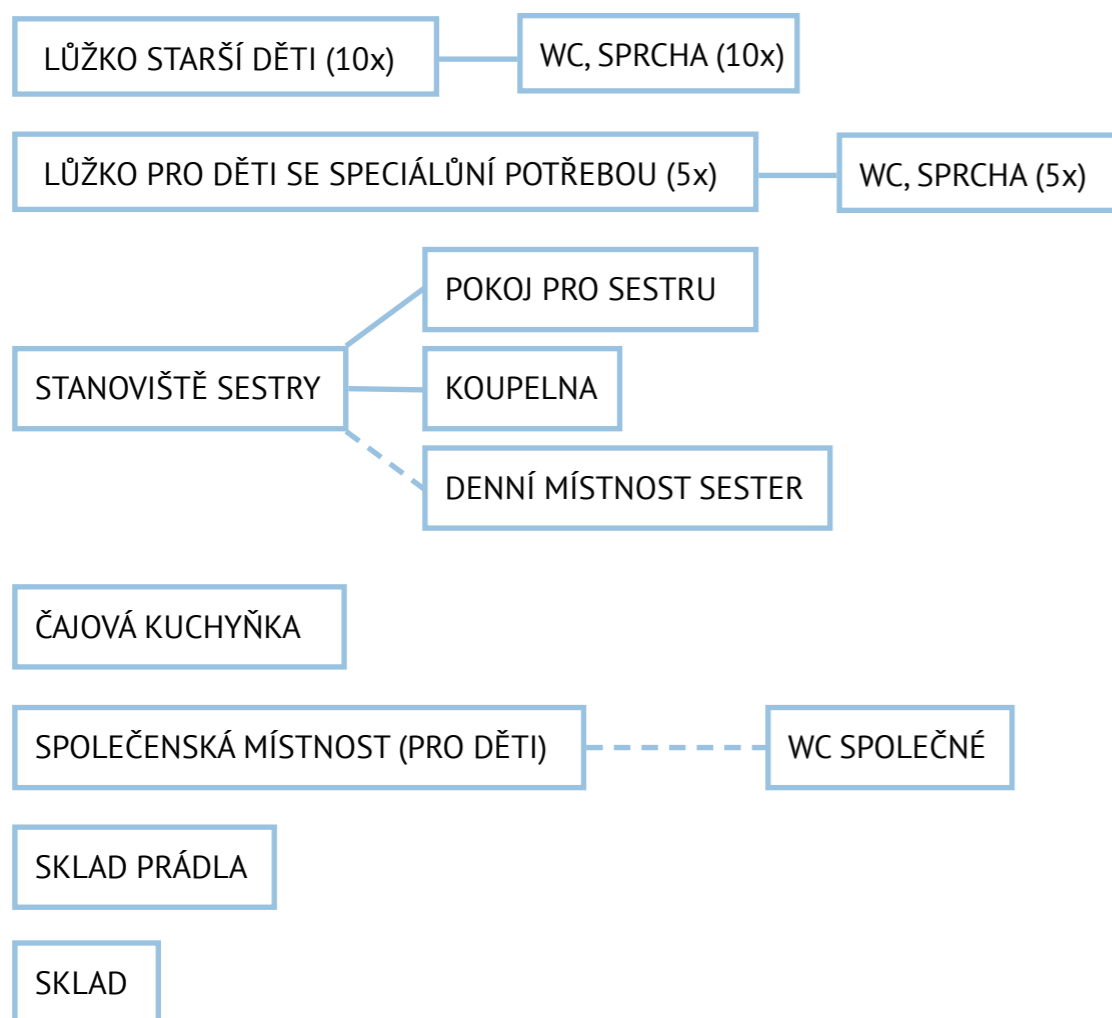 LŮŽKO STARŠÍ DĚTI (10x)
WC, SPRCHA (10x)
LŮŽKO PRO DĚTI SE SPECIÁLŮNÍ POTŘEBOU (5x)
WC, SPRCHA (5x)
POKOJ PRO SESTRU
STANOVIŠTĚ SESTRY
KOUPELNA
DENNÍ MÍSTNOST SESTER
ČAJOVÁ KUCHYŇKA
SPOLEČENSKÁ MÍSTNOST (PRO DĚTI)
WC SPOLEČNÉ
SKLAD PRÁDLA
SKLAD